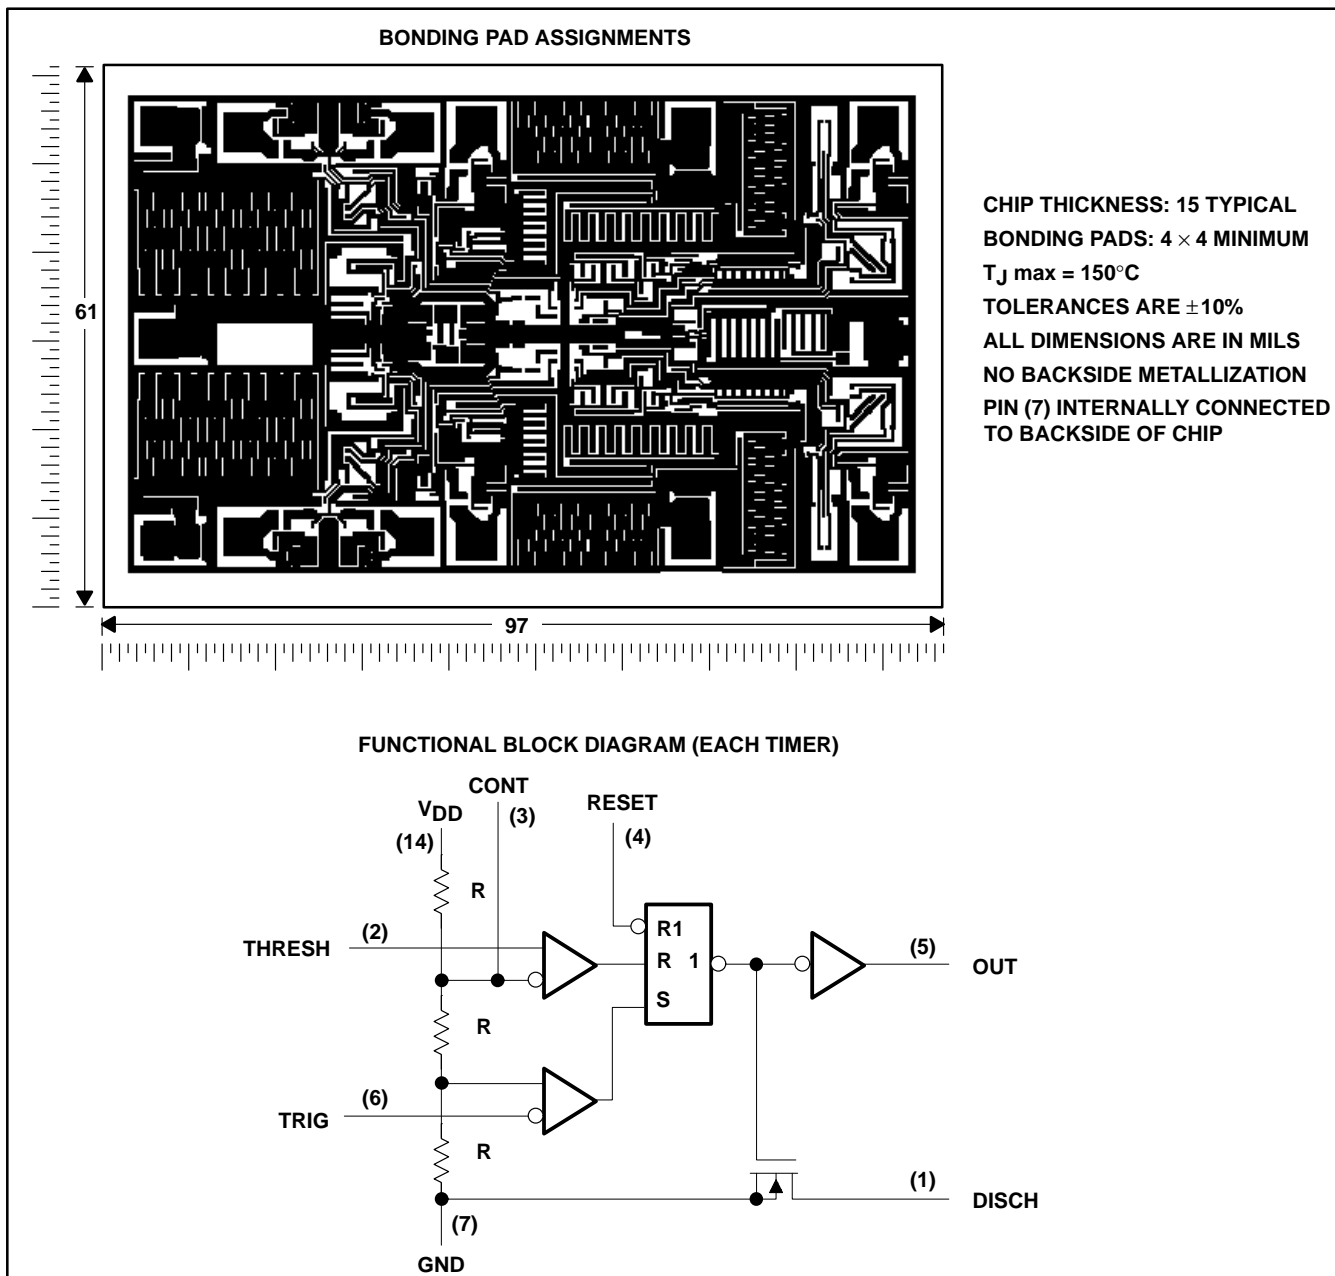 BONDING PAD ASSIGNMENTS
CHIP THICKNESS: 15 TYPICAL
BONDING PADS: 4 × 4 MINIMUM
TJ max = 150°C
TOLERANCES ARE ±10%
ALL DIMENSIONS ARE IN MILS
NO BACKSIDE METALLIZATION
PIN (7) INTERNALLY CONNECTED
TO BACKSIDE OF CHIP
61
97
FUNCTIONAL BLOCK DIAGRAM (EACH TIMER)
CONT
(3)
VDD
(14)
RESET
(4)
R
THRESH
(2)
R1
R 1
S
(5)
OUT
R
(6)
TRIG
R
(1)
DISCH
(7)
GND